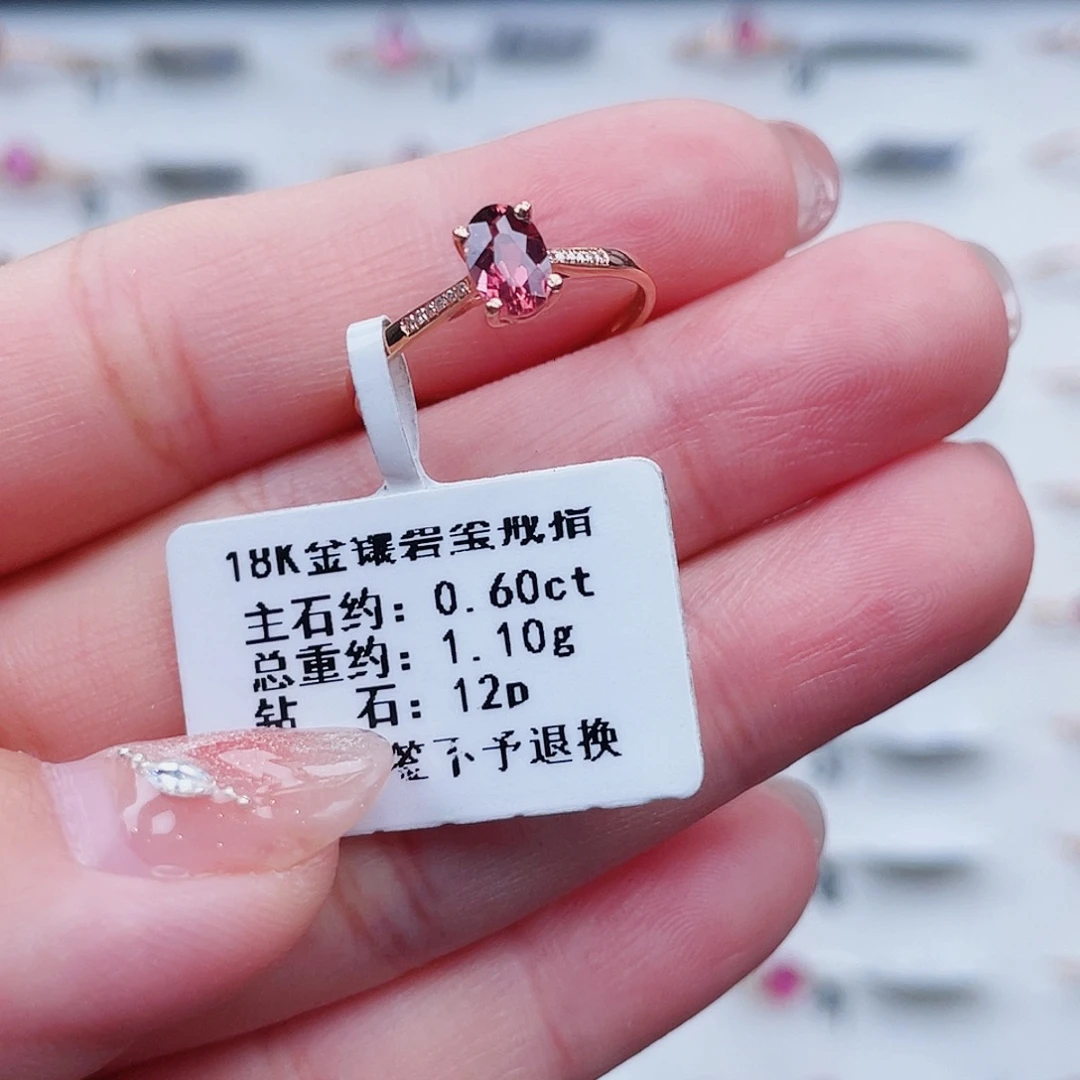 18K金镶碧玺戒指
主石约: 0.60ct
总重约: 1.10g
钻 石: 12p
签不予退换